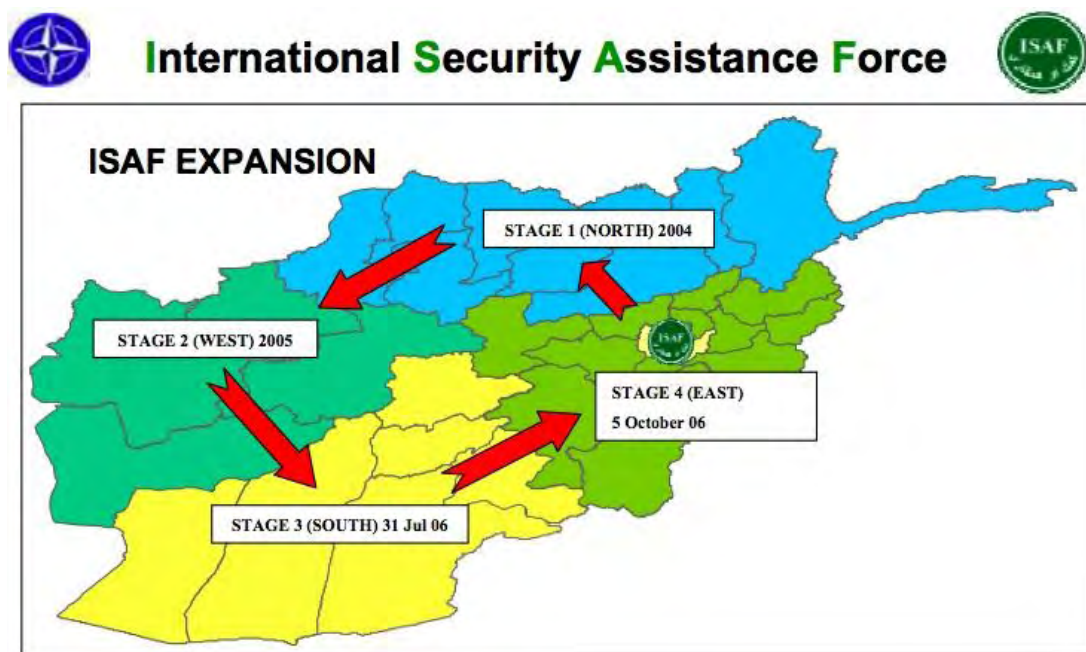 International Security Assistance Force
ISAF
ISAF EXPANSION
STAGE 1 (NORTH) 2004
STAGE 2 (WEST) 2005
ISAF
STAGE 4 (EAST)
5 October 06
STAGE 3 (SOUTH) 31 Jul 06